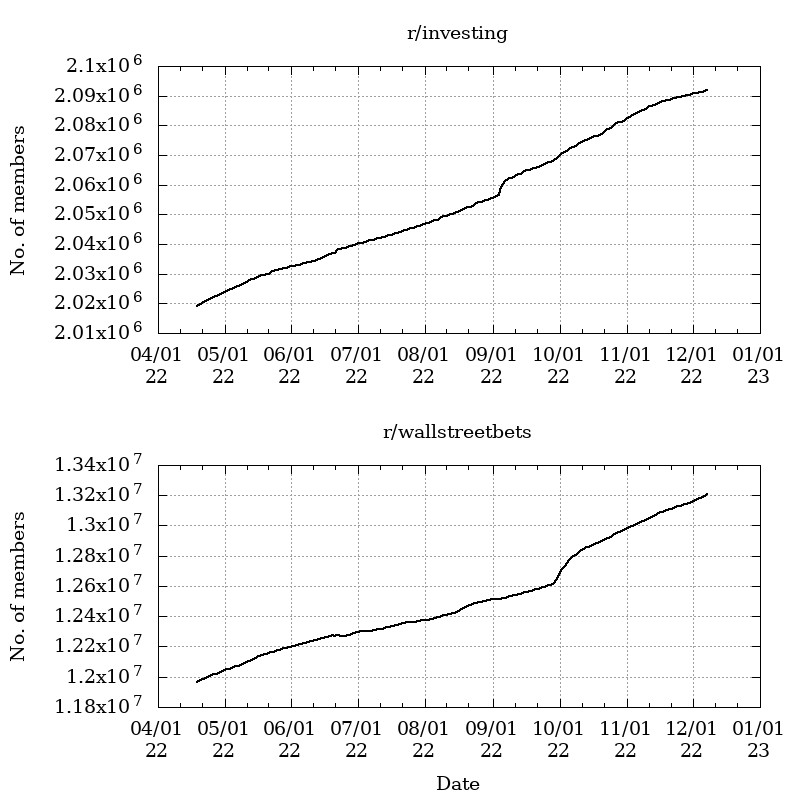 r/investing
2.1x10^6
2.09x10^6
2.08x10^6
2.07x10^6
2.06x10^6
2.05x10^6
2.04x10^6
2.03x10^6
2.02x10^6
2.01x10^6
No. of members
04/01 05/01 06/01 07/01 08/01 09/01 10/01 11/01 12/01 01/01
22 22 22 22 22 22 22 22 22 23
r/wallstreetbets
1.34x10^7
1.32x10^7
1.3x10^7
1.28x10^7
1.26x10^7
1.24x10^7
1.22x10^7
1.2x10^7
1.18x10^7
No. of members
04/01 05/01 06/01 07/01 08/01 09/01 10/01 11/01 12/01 01/01
22 22 22 22 22 22 22 22 22 23
Date